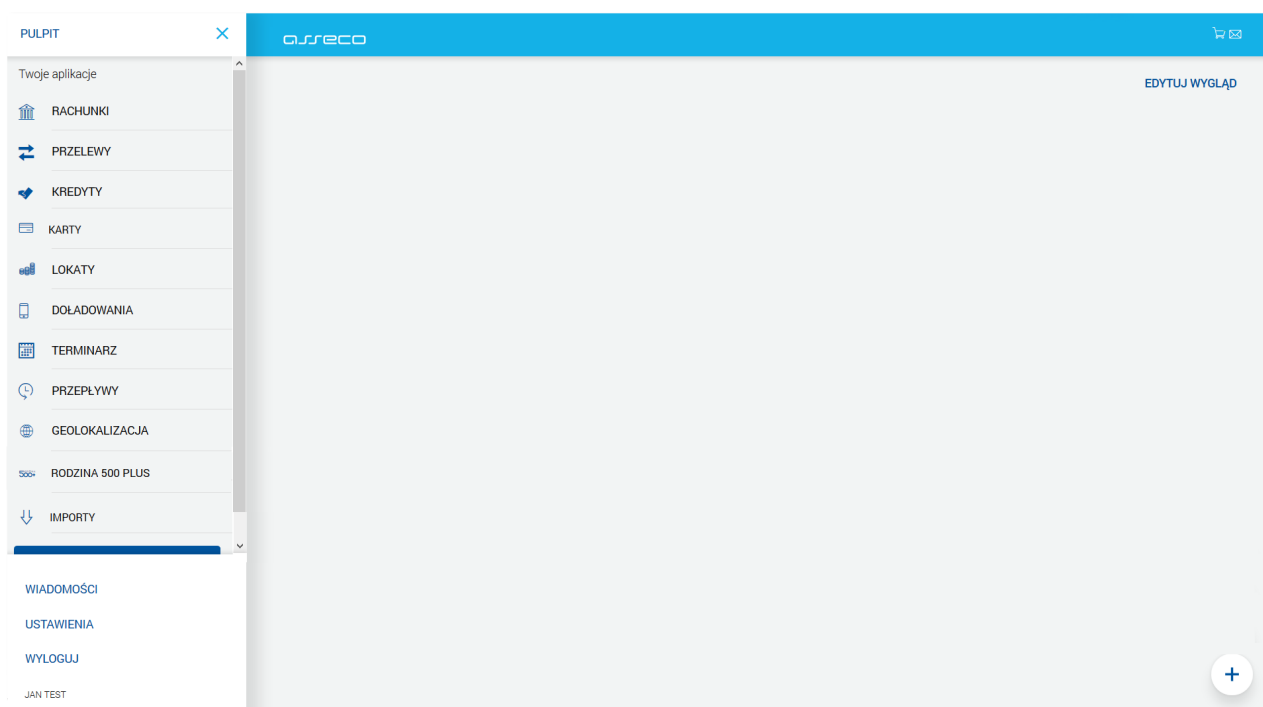 PULPIT
asseco
EDYTUJ WYGLĄD
Twoje aplikacje
RACHUNKI
PRZELEWY
KREDYTY
KARTY
LOKATY
DOŁADOWANIA
TERMINARZ
PRZEPŁYWY
GEOLOKALIZACJA
500+ RODZINA 500 PLUS
IMPORTY
WIADOMOŚCI
USTAWIENIA
WYLOGUJ
JAN TEST